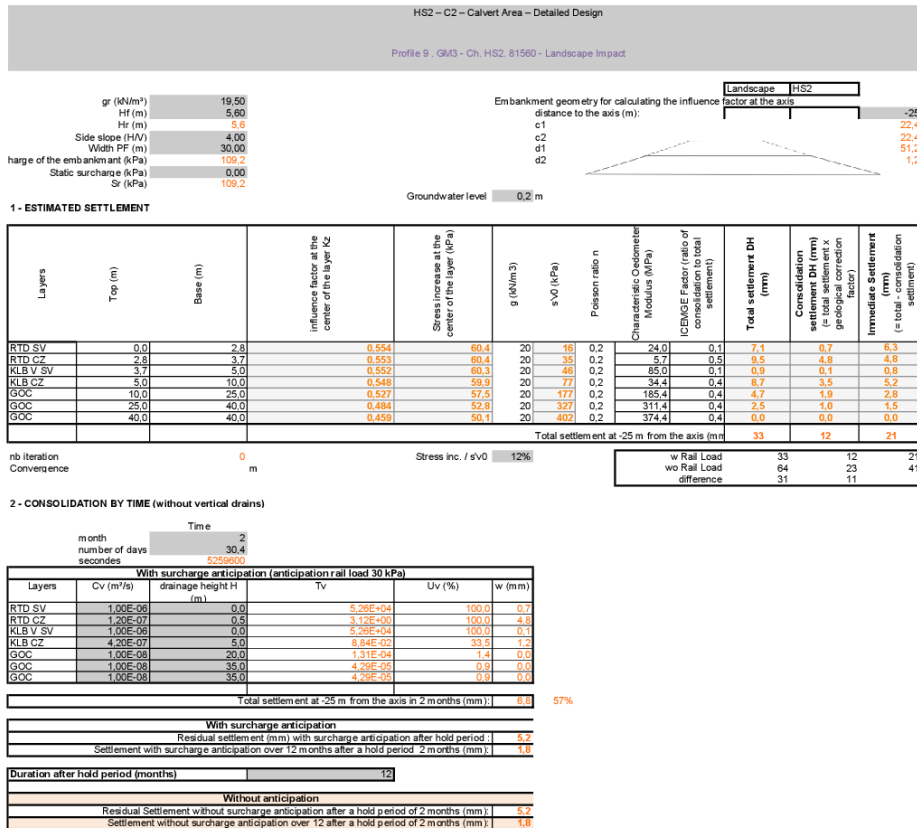 HS2 – C2 – Calvert Area – Detailed Design
Profile 9 . GM3 - Ch. HS2. 81560 - Landscape Impact
Landscape HS2
gr (kN/m³) 19,50
Embankment geometry for calculating the influence factor at the axis
Hf (m) 5,60
distance to the axis (m): -25
Hr (m) 5,6
c1 22,4
Side slope (H/V) 4,00
c2 22,4
Width PF (m) 30,00
d1 51,2
harge of the embankmant (kPa) 109,2
d2 1,2
Static surcharge (kPa) 0,00
Sr (kPa) 109,2
Groundwater level 0,2 m
1 - ESTIMATED SETTLEMENT
Layers
Top (m)
Base (m)
influence factor at the center of the layer Kz
Stress increase at the center of the layer (kPa)
g (kN/m3)
s'v0 (kPa)
Poisson ratio n
Characteristic Oedometer Modulus (MPa)
ICEMGE Factor (ratio of consolidation to total settlement)
Total settlement DH (mm)
Consolidation settlement DH (mm) (= total settlement x geological correction factor)
Immediate Settlement (mm) (= total - consolidation settlment)
RTD SV 0,0 2,8 0,554 60,4 20 16 0,2 24,0 0,1 7,1 0,7 6,3
RTD CZ 2,8 3,7 0,553 60,4 20 35 0,2 5,7 0,5 9,5 4,8 4,8
KLB V SV 3,7 5,0 0,552 60,3 20 46 0,2 85,0 0,1 0,9 0,1 0,8
KLB CZ 5,0 10,0 0,548 59,9 20 77 0,2 34,4 0,4 8,7 3,5 5,2
GOC 10,0 25,0 0,527 57,5 20 177 0,2 185,4 0,4 4,7 1,9 2,8
GOC 25,0 40,0 0,484 52,8 20 327 0,2 311,4 0,4 2,5 1,0 1,5
GOC 40,0 40,0 0,459 50,1 20 402 0,2 374,4 0,4 0,0 0,0 0,0
Total settlement at -25 m from the axis (mm 33 12 21
nb iteration 0 Stress inc. / s'v0 12% w Rail Load 33 12 21
Convergence m wo Rail Load 64 23 41
difference 31 11
2 - CONSOLIDATION BY TIME (without vertical drains)
Time
month 2
number of days 30,4
secondes 5259600
With surcharge anticipation (anticipation rail load 30 kPa)
Layers Cv (m²/s) drainage height H (m) Tv Uv (%) w (mm)
RTD SV 1,00E-06 0,0 5,26E+04 100,0 0,7
RTD CZ 1,20E-07 0,5 3,12E+00 100,0 4,8
KLB V SV 1,00E-06 0,0 5,26E+04 100,0 0,1
KLB CZ 4,20E-07 5,0 8,84E-02 33,5 1,2
GOC 1,00E-08 20,0 1,31E-04 1,4 0,0
GOC 1,00E-08 35,0 4,29E-05 0,9 0,0
GOC 1,00E-08 35,0 4,29E-05 0,9 0,0
Total settlement at -25 m from the axis in 2 months (mm): 6,8 57%
With surcharge anticipation
Residual settlement (mm) with surcharge anticipation after hold period : 5,2
Settlement with surcharge anticipation over 12 months after a hold period 2 months (mm): 1,8
Duration after hold period (months) 12
Without anticipation
Residual Settlement without surcharge anticipation after a hold period of 2 months (mm): 5,2
Settlement without surcharge anticipation over 12 after a hold period of 2 months (mm): 1,8